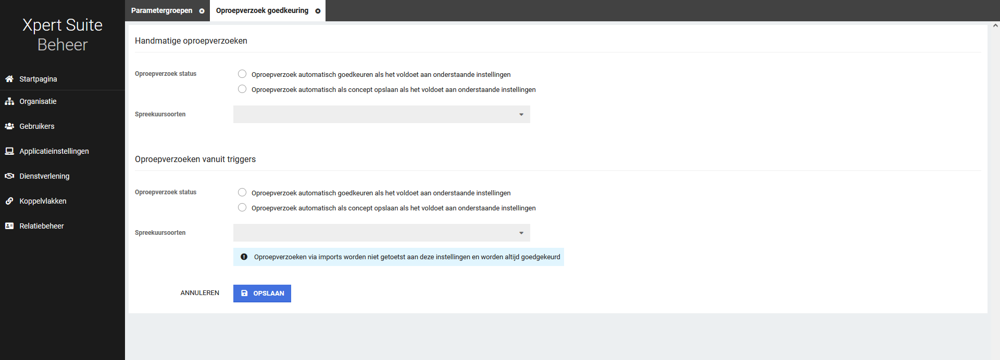 Xpert Suite
Beheer
Startpagina
Organisatie
Gebruikers
Applicatieinstellingen
Dienstverlening
Koppelvlakken
Relatiebeheer
Parametergroepen
Oproepverzoek goedkeuring
Handmatige oproepverzoeken
Oproepverzoek status
Oproepverzoek automatisch goedkeuren als het voldoet aan onderstaande instellingen
Oproepverzoek automatisch als concept opslaan als het voldoet aan onderstaande instellingen
Spreekuursoorten
Oproepverzoeken vanuit triggers
Oproepverzoek status
Oproepverzoek automatisch goedkeuren als het voldoet aan onderstaande instellingen
Oproepverzoek automatisch als concept opslaan als het voldoet aan onderstaande instellingen
Spreekuursoorten
Oproepverzoeken via imports worden niet getoetst aan deze instellingen en worden altijd goedgekeurd
ANNULEREN
OPSLAAN